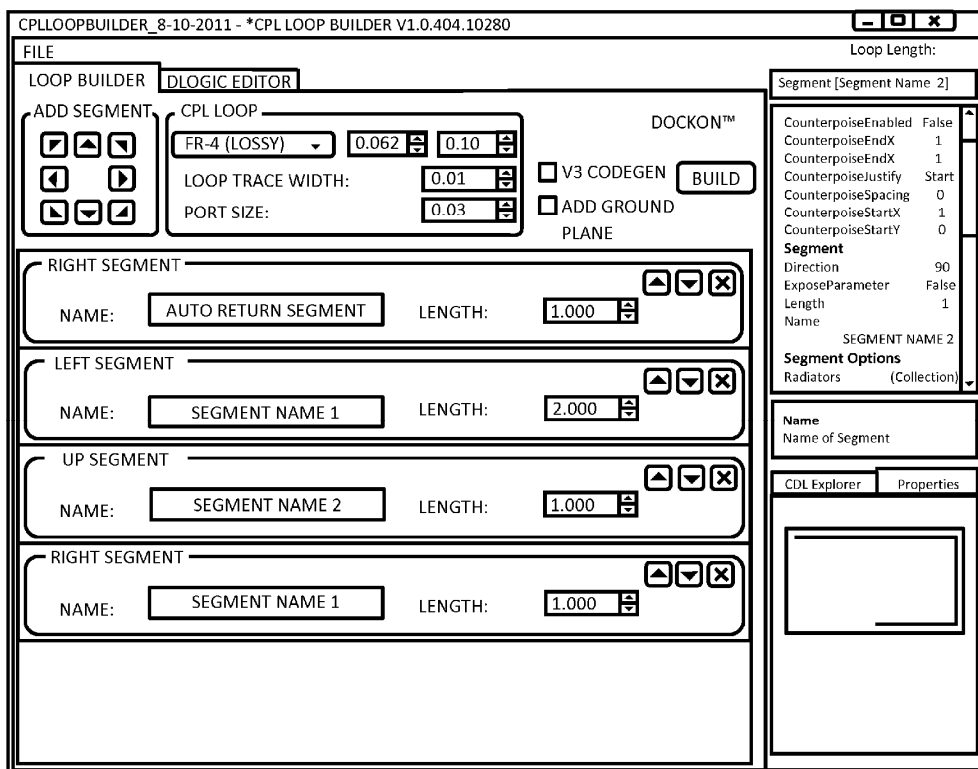 CPLLOOPBUILDER_8-10-2011 - *CPL LOOP BUILDER V1.0.404.10280
FILE
Loop Length:
LOOP BUILDER
DLOGIC EDITOR
Segment [Segment Name 2]
ADD SEGMENT
CPL LOOP
FR-4 (LOSSY)
0.062
0.10
LOOP TRACE WIDTH:
0.01
PORT SIZE:
0.03
DOCKON™
V3 CODEGEN
BUILD
ADD GROUND
PLANE
RIGHT SEGMENT
NAME:
AUTO RETURN SEGMENT
LENGTH:
1.000
LEFT SEGMENT
NAME:
SEGMENT NAME 1
LENGTH:
2.000
UP SEGMENT
NAME:
SEGMENT NAME 2
LENGTH:
1.000
RIGHT SEGMENT
NAME:
SEGMENT NAME 1
LENGTH:
1.000
CounterpoiseEnabled False
CounterpoiseEndX 1
CounterpoiseEndX 1
CounterpoiseJustify Start
CounterpoiseSpacing 0
CounterpoiseStartX 1
CounterpoiseStartY 0
Segment
Direction 90
ExposeParameter False
Length 1
Name
SEGMENT NAME 2
Segment Options
Radiators (Collection)
Name
Name of Segment
CDL Explorer
Properties